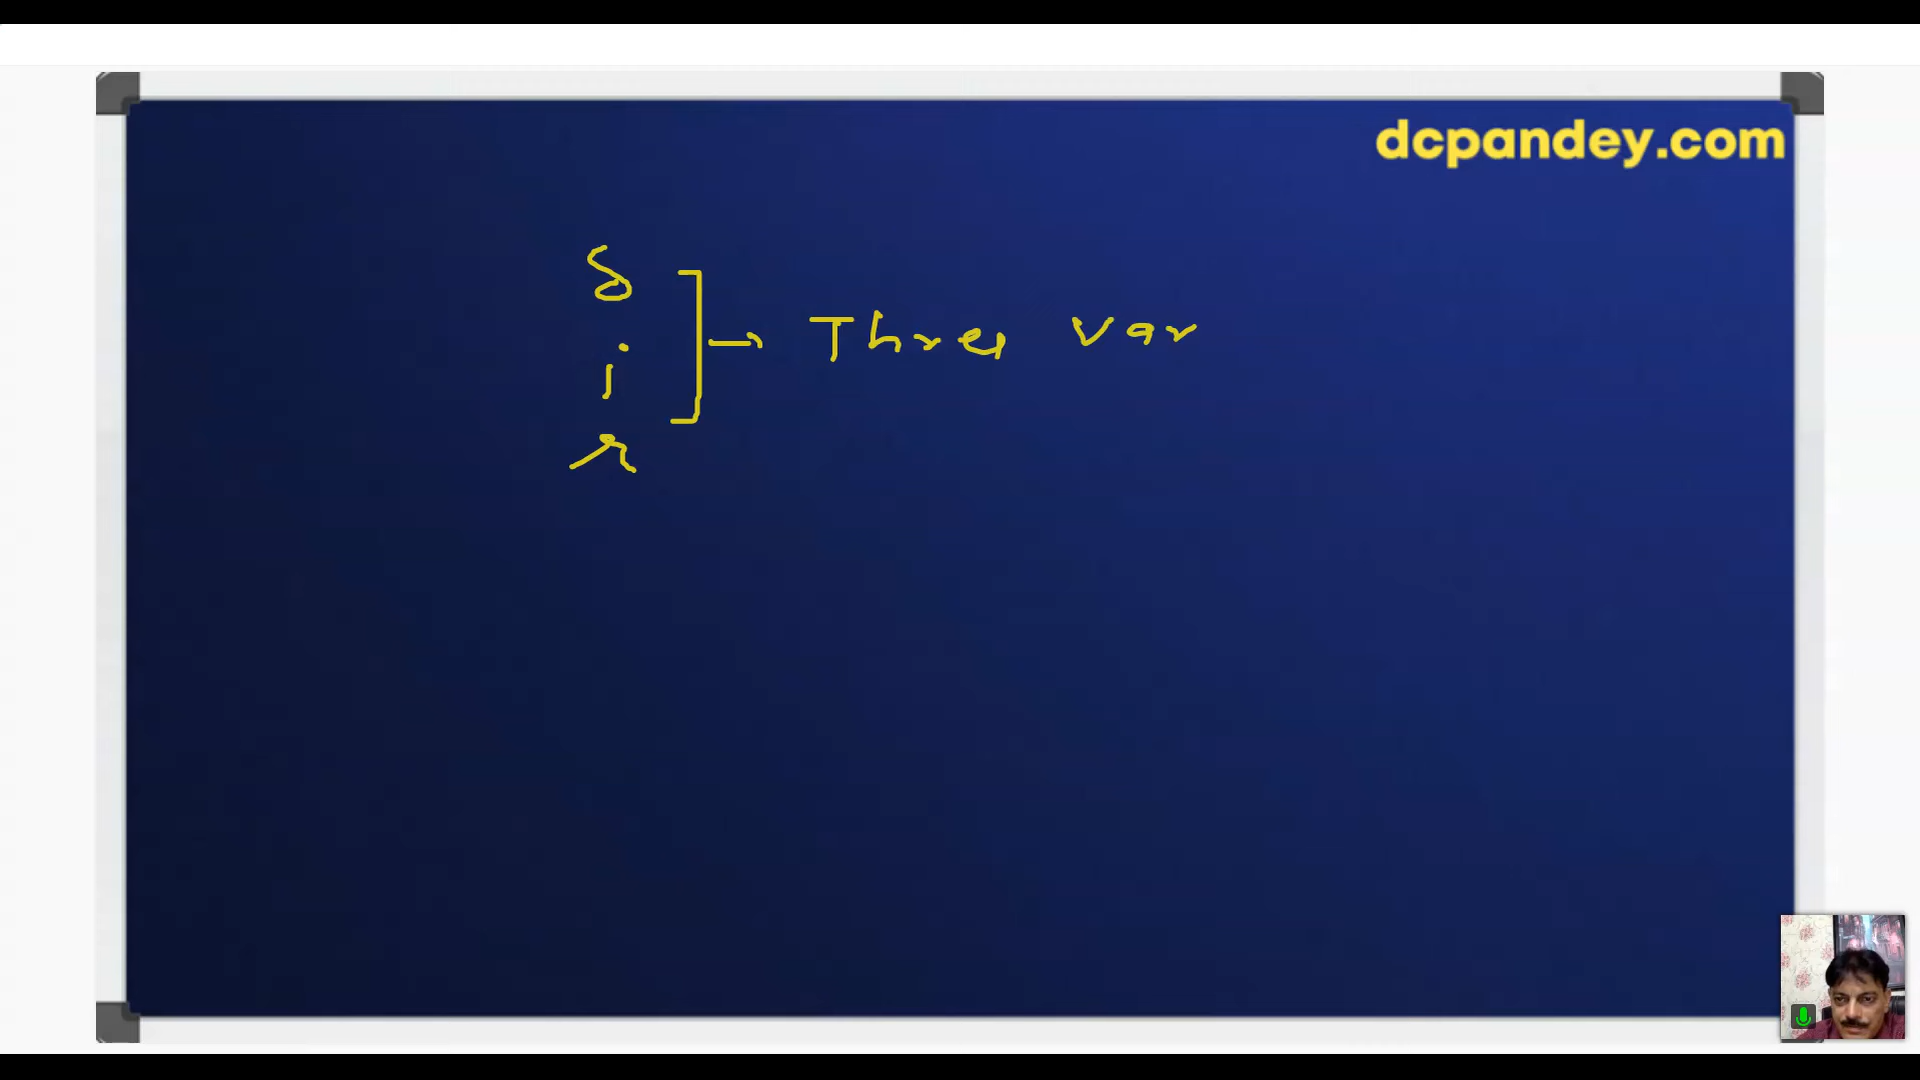 dcpandey.com
δ
i
r
→ Three var